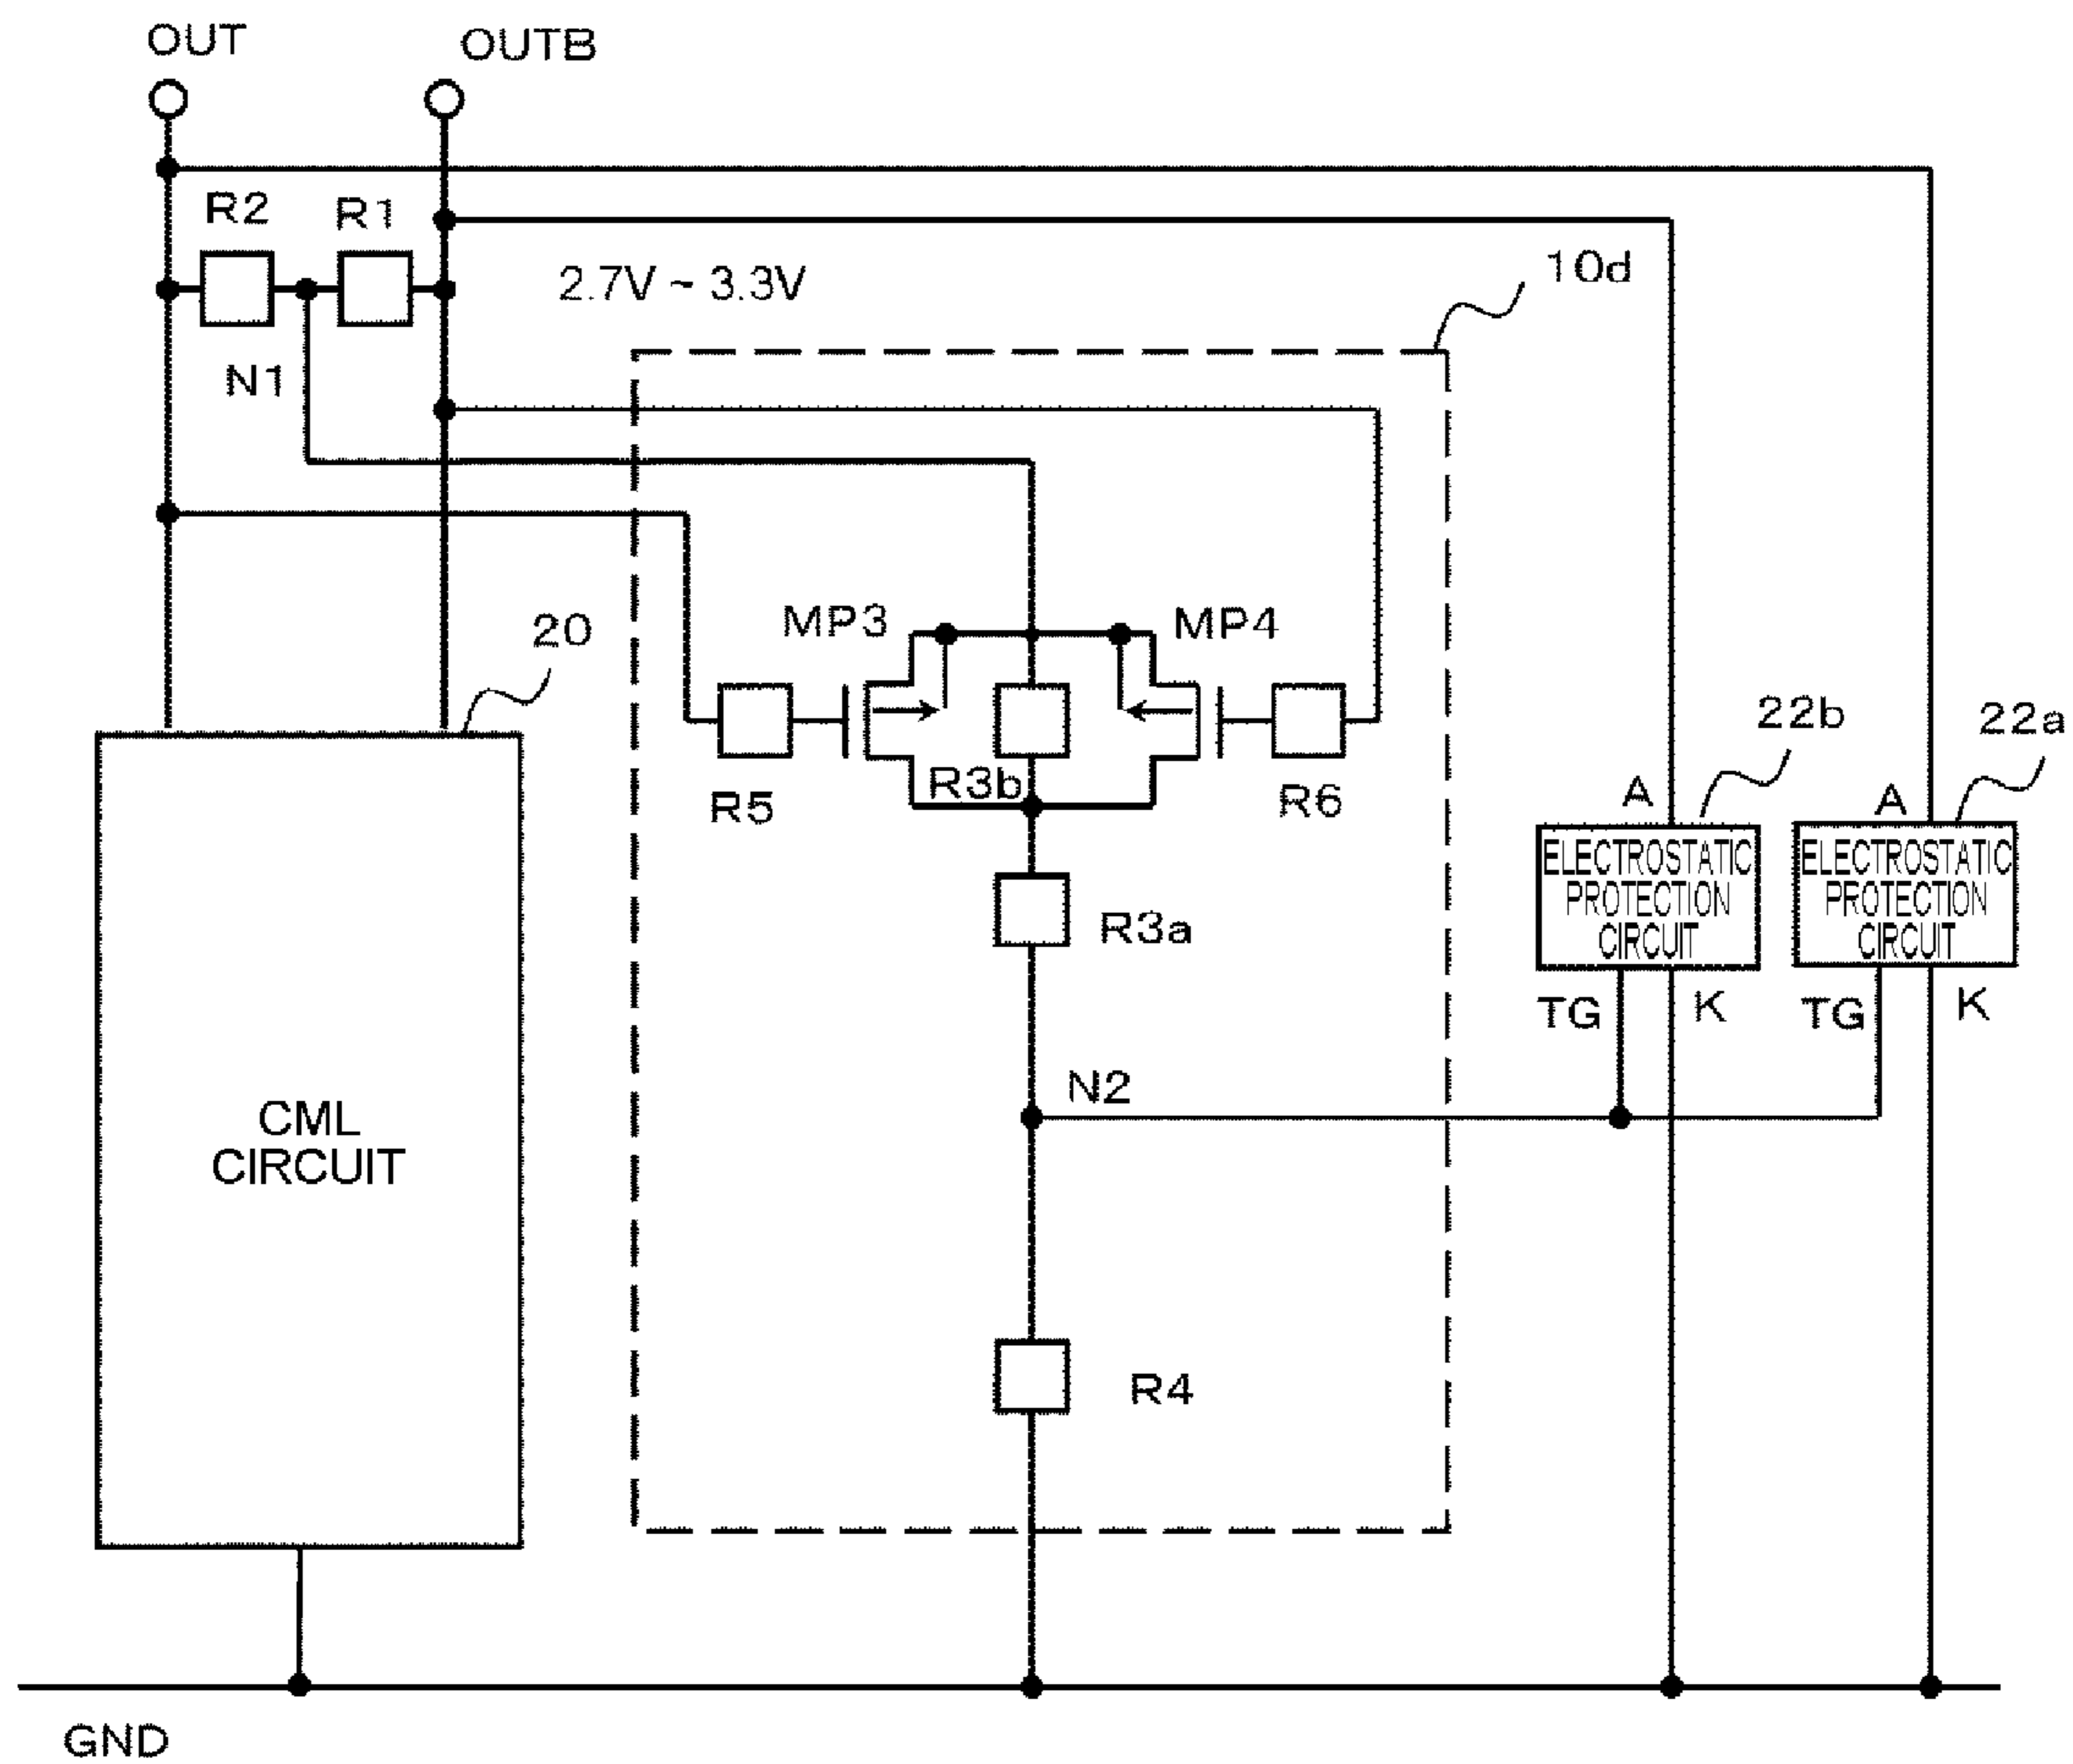 OUT
OUTB
R2
R1
2.7V ~ 3.3V
10d
N1
20
MP3
MP4
22b
22a
R5
R3b
R6
A
A
ELECTROSTATIC
PROTECTION
CIRCUIT
ELECTROSTATIC
PROTECTION
CIRCUIT
R3a
TG
K
TG
K
N2
CML
CIRCUIT
R4
GND